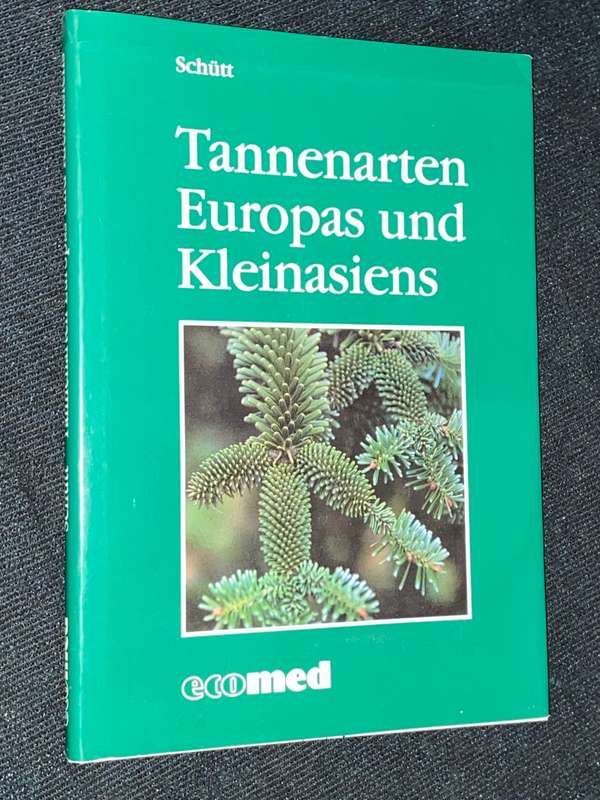 Schütt
Tannenarten
Europas und
Kleinasiens
ecomed